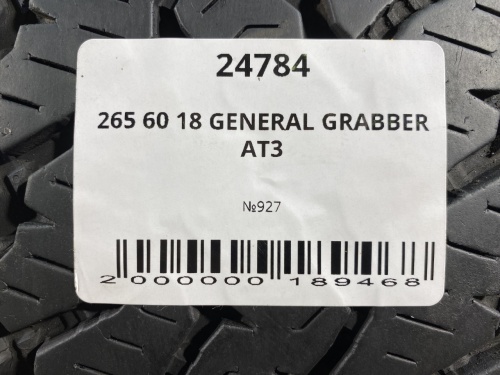 24784
265 60 18 GENERAL GRABBER
AT3
№927
2 000000 189468